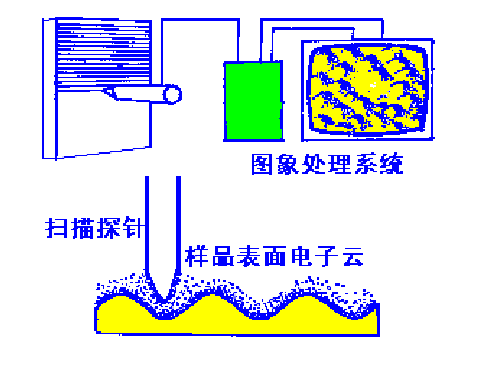 图象处理系统
扫描探针
样品表面电子云